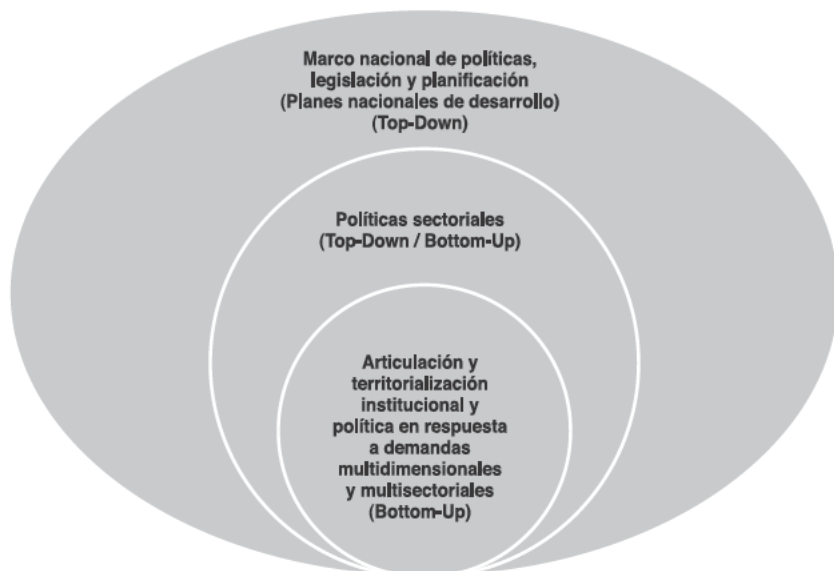 Marco nacional de políticas,
legislación y planificación
(Planes nacionales de desarrollo)
(Top-Down)
Políticas sectoriales
(Top-Down / Bottom-Up)
Articulación y
territorialización
institucional y
política en respuesta
a demandas
multidimensionales
y multisectoriales
(Bottom-Up)